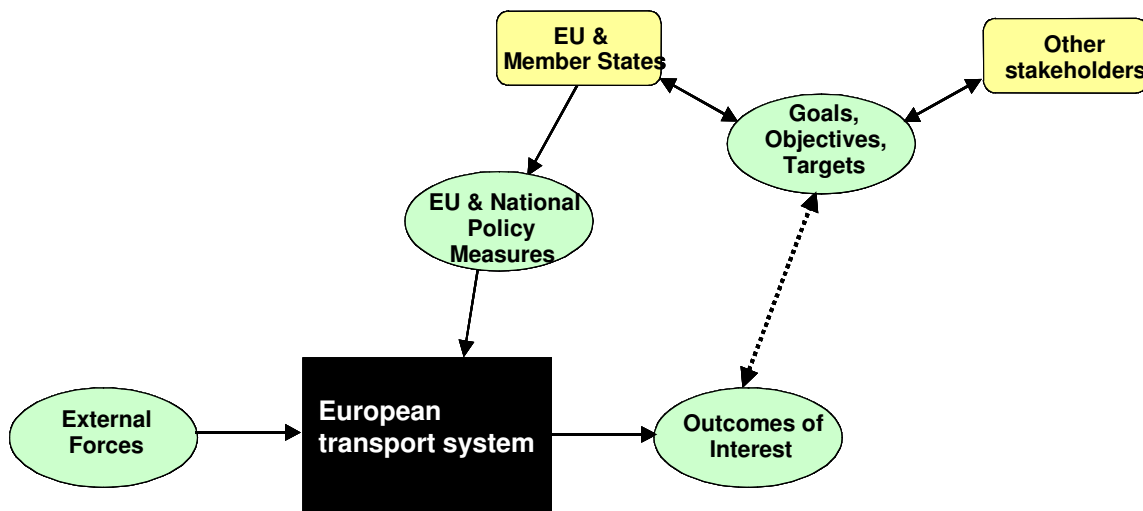 EU &
Member States
Other
stakeholders
Goals,
Objectives,
Targets
EU & National
Policy
Measures
External
Forces
European
transport system
Outcomes of
Interest